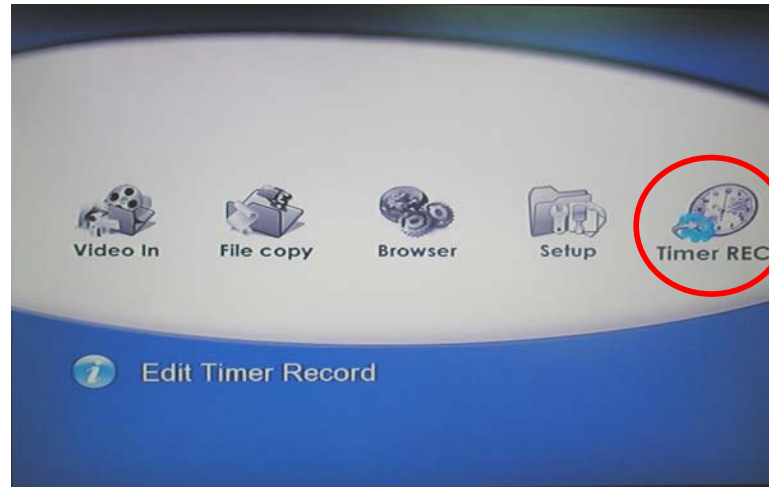 Video In
File copy
Browser
Setup
Timer REC
Edit Timer Record